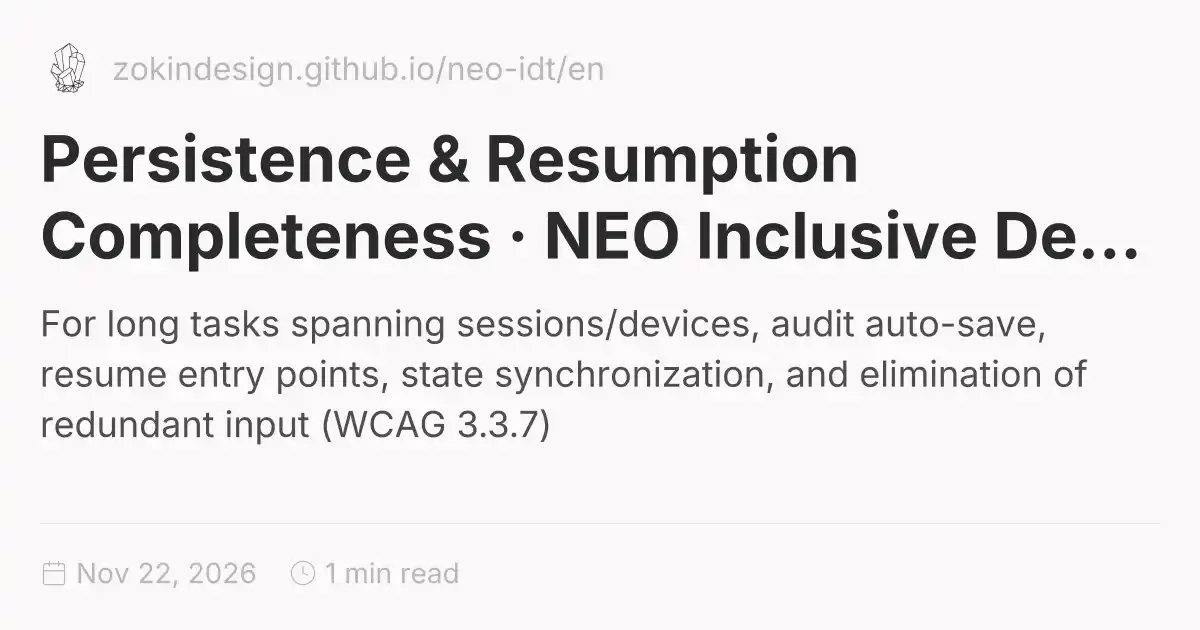 zokindesign.github.io/neo-idt/en
Persistence & Resumption
Completeness · NEO Inclusive De...
For long tasks spanning sessions/devices, audit auto-save,
resume entry points, state synchronization, and elimination of
redundant input (WCAG 3.3.7)
Nov 22, 2026 1 min read